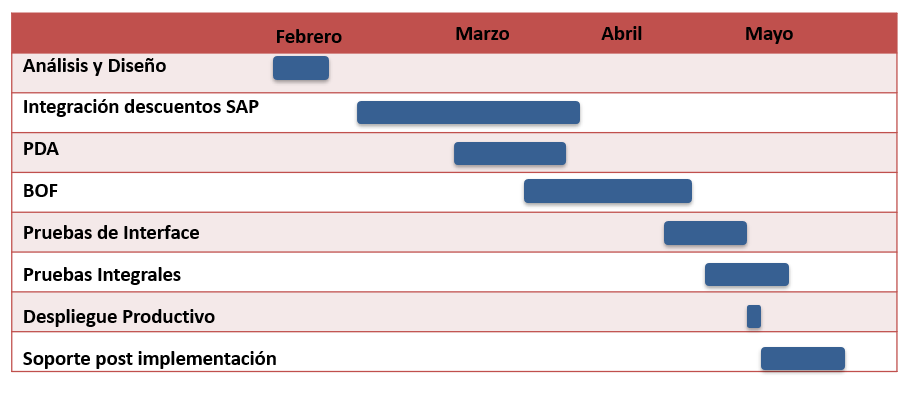 Febrero Marzo Abril Mayo
Análisis y Diseño
Integración descuentos SAP
PDA
BOF
Pruebas de Interface
Pruebas Integrales
Despliegue Productivo
Soporte post implementación